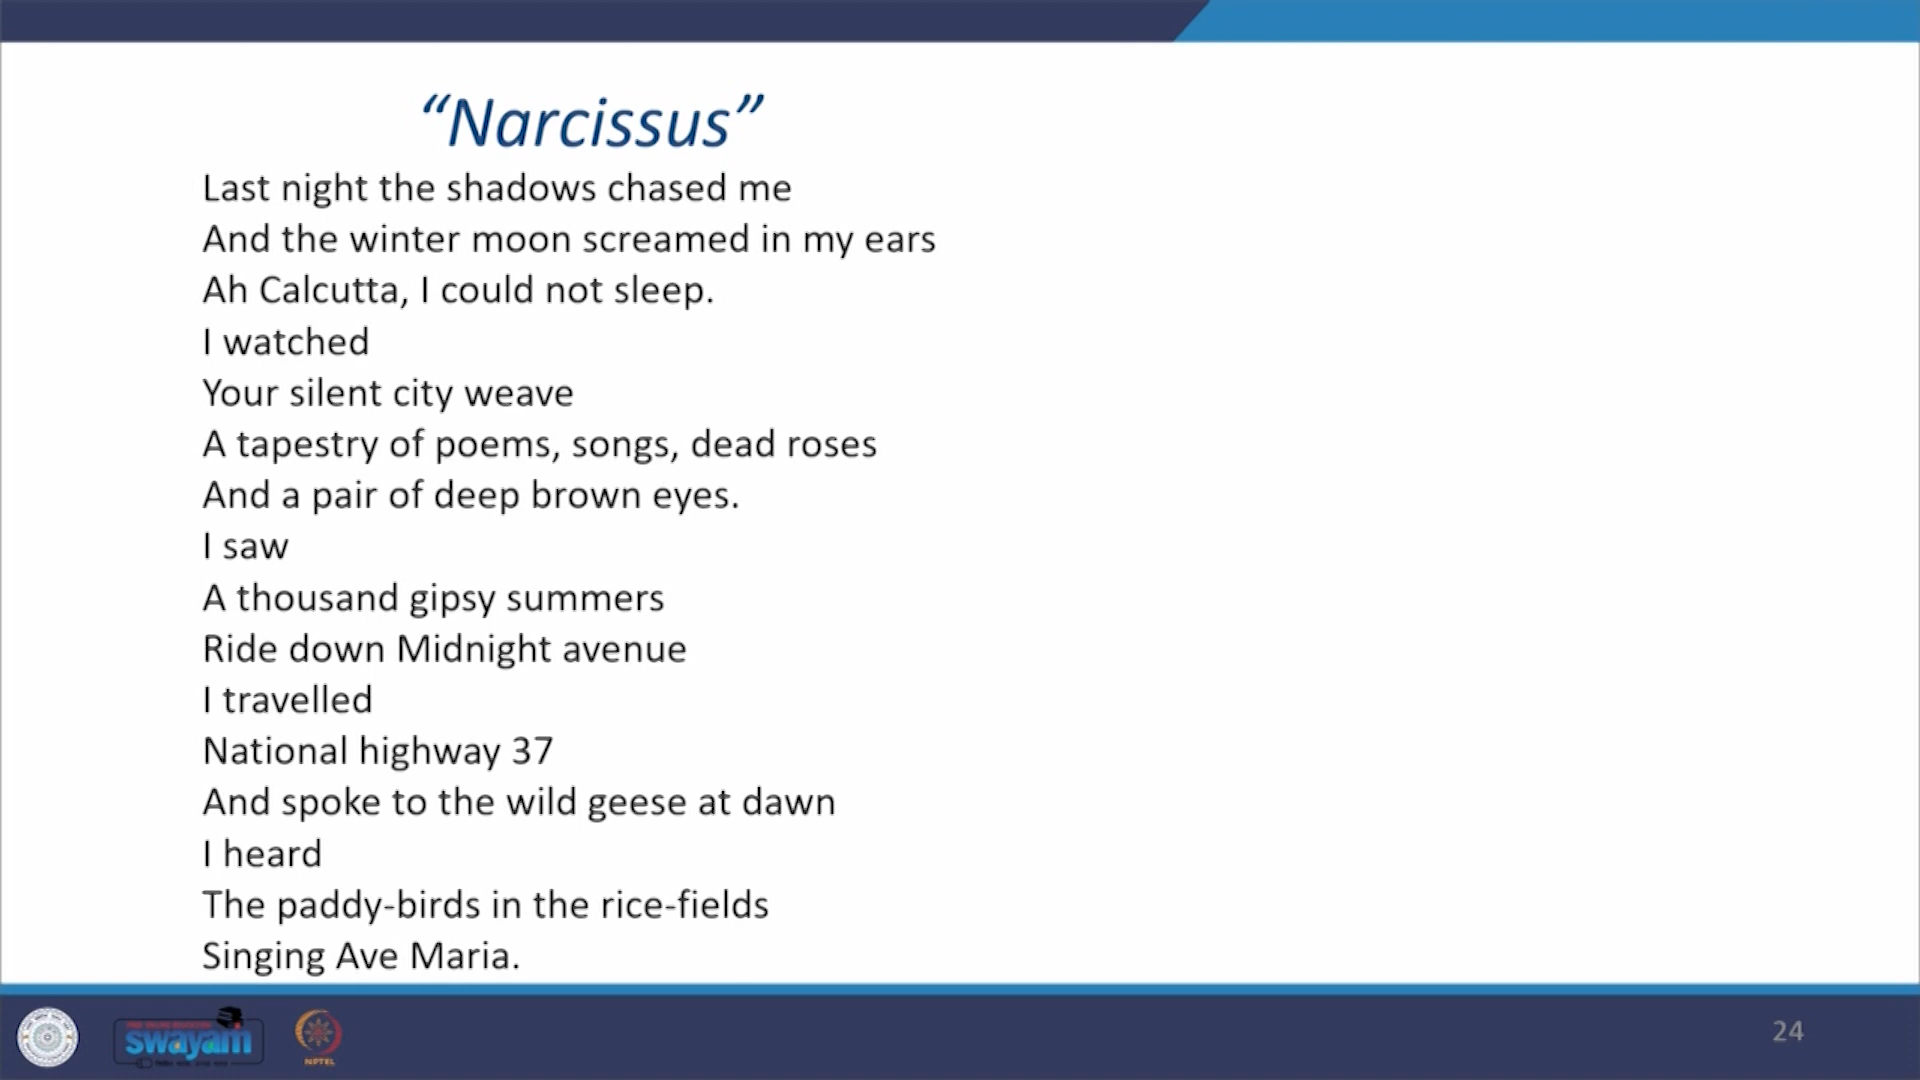 “Narcissus”
Last night the shadows chased me
And the winter moon screamed in my ears
Ah Calcutta, I could not sleep.
I watched
Your silent city weave
A tapestry of poems, songs, dead roses
And a pair of deep brown eyes.
I saw
A thousand gipsy summers
Ride down Midnight avenue
I travelled
National highway 37
And spoke to the wild geese at dawn
I heard
The paddy-birds in the rice-fields
Singing Ave Maria.
swayam
NPTEL
24